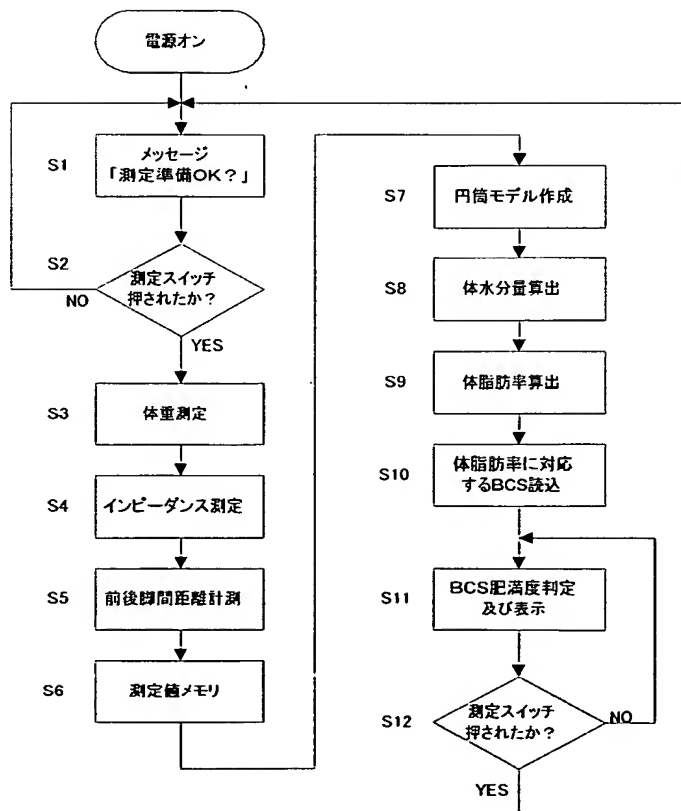 電源オン
S1
メッセージ
「測定準備OK?」
S2
測定スイッチ
押されたか?
NO
YES
S3
体重測定
S4
インピーダンス測定
S5
前後脚間距離計測
S6
測定値メモリ
S7
円筒モデル作成
S8
体水分量算出
S9
体脂肪率算出
S10
体脂肪率に対応
するBCS読込
S11
BCS肥満度判定
及び表示
S12
測定スイッチ
押されたか?
NO
YES